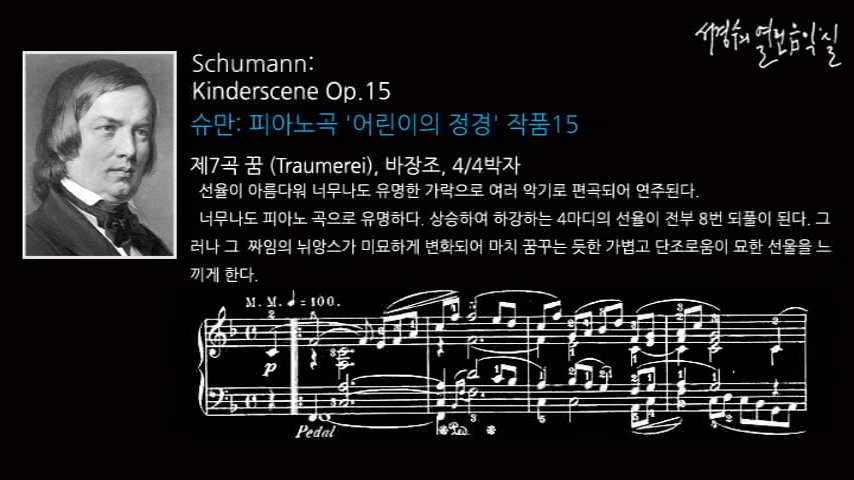 서경수의 열린음악실
Schumann:
Kinderscene Op.15
슈만: 피아노곡 '어린이의 정경' 작품15
제7곡 꿈 (Traumerei), 바장조, 4/4박자
선율이 아름다워 너무나도 유명한 가락으로 여러 악기로 편곡되어 연주된다.
너무나도 피아노 곡으로 유명하다. 상승하여 하강하는 4마디의 선율이 전부 8번 되풀이 된다. 그
러나 그 짜임의 뉘앙스가 미묘하게 변화되어 마치 꿈꾸는 듯한 가볍고 단조로움이 묘한 선울을 느
끼게 한다.
M. M. ♩ = 100.
p
Pedal
* Ped. *